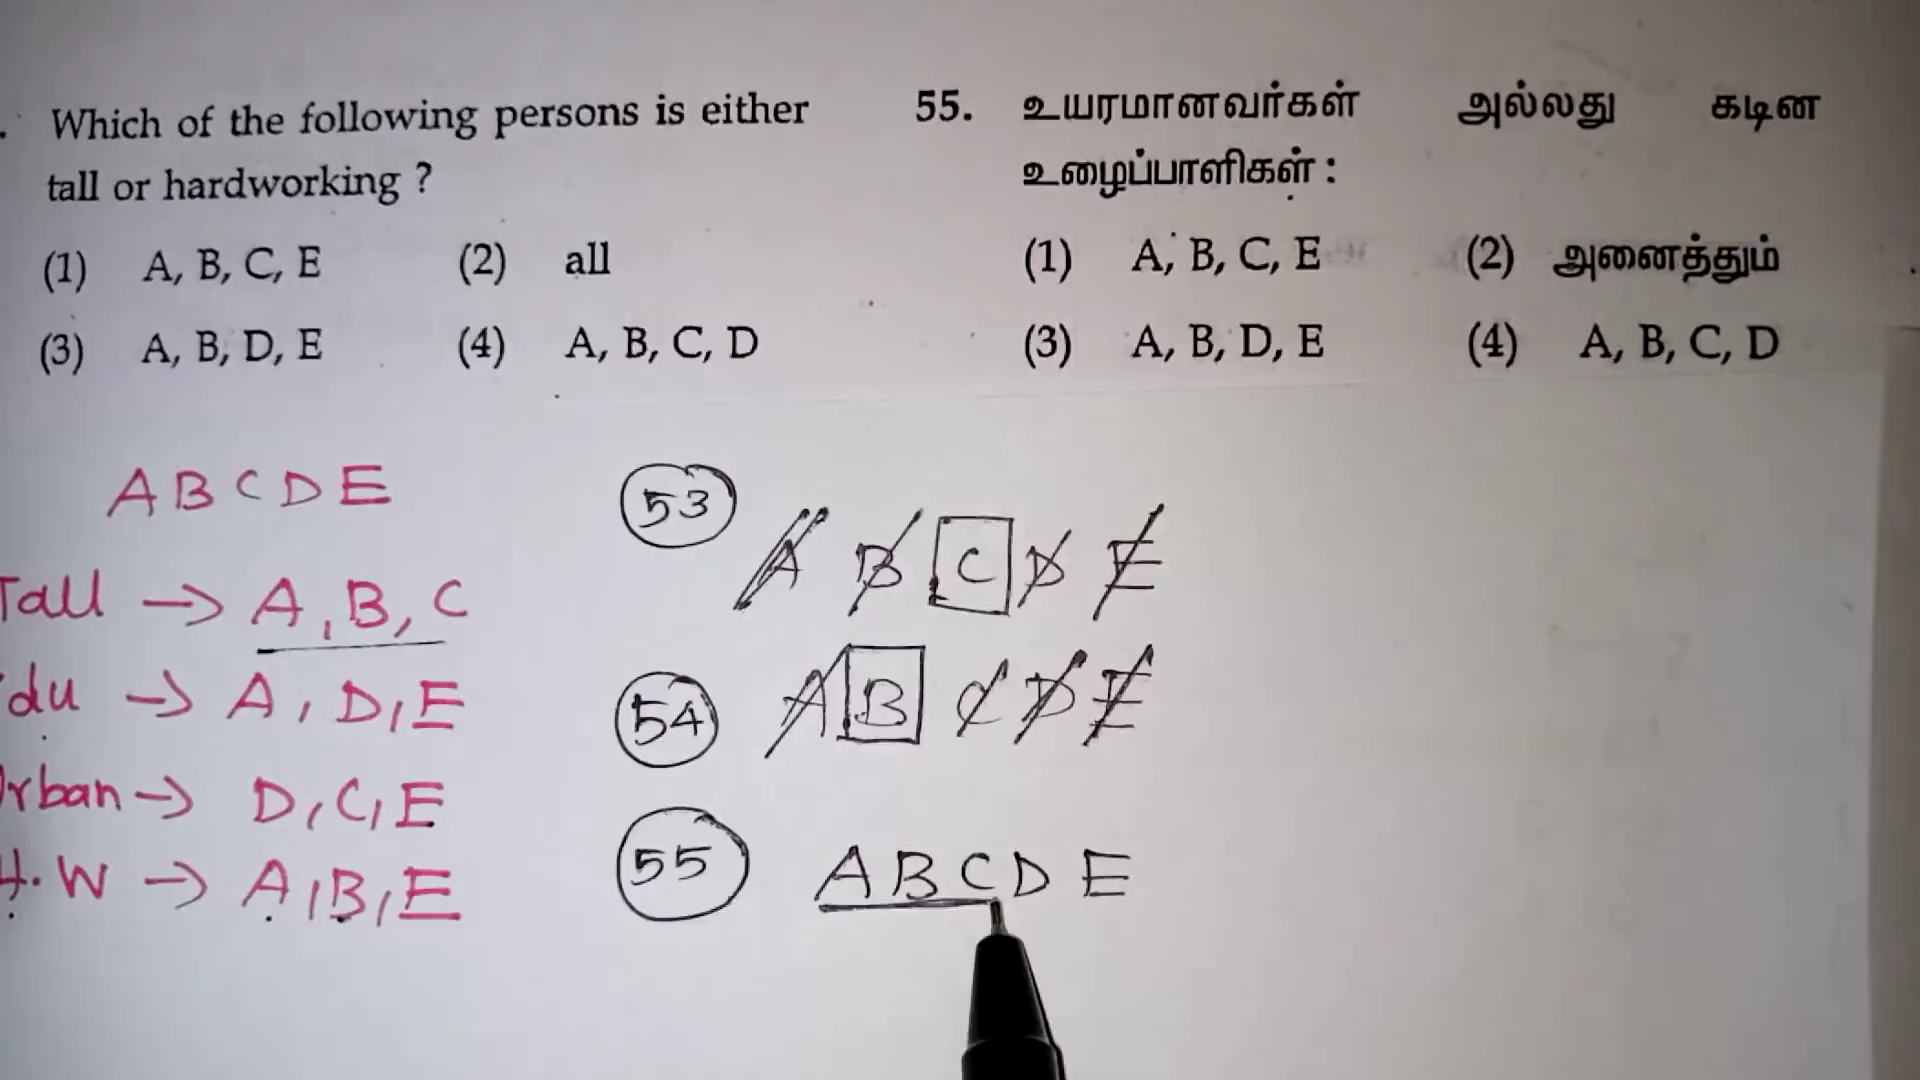 Which of the following persons is either
tall or hardworking ?
(1) A, B, C, E (2) all
(3) A, B, D, E (4) A, B, C, D
55. உயரமானவர்கள் அல்லது கடின
உழைப்பாளிகள் :
(1) A, B, C, E (2) அனைத்தும்
(3) A, B, D, E (4) A, B, C, D
A B C D E
Tall → A, B, C
du → A, D, E
rban → D, C, E
H. W → A, B, E
53 A B C D E
54 A B C D E
55 A B C D E